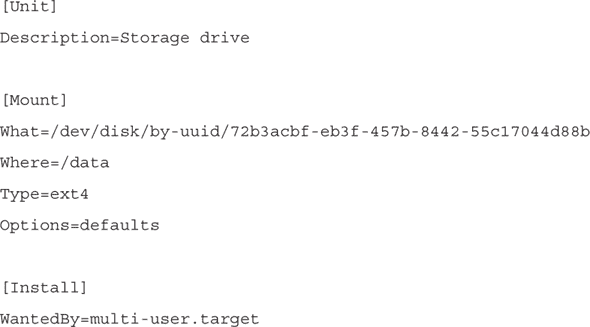 [Unit]
Description=Storage drive
[Mount]
What=/dev/disk/by-uuid/72b3acbf-eb3f-457b-8442-55c17044d88b
Where=/data
Type=ext4
Options=defaults
[Install]
WantedBy=multi-user.target